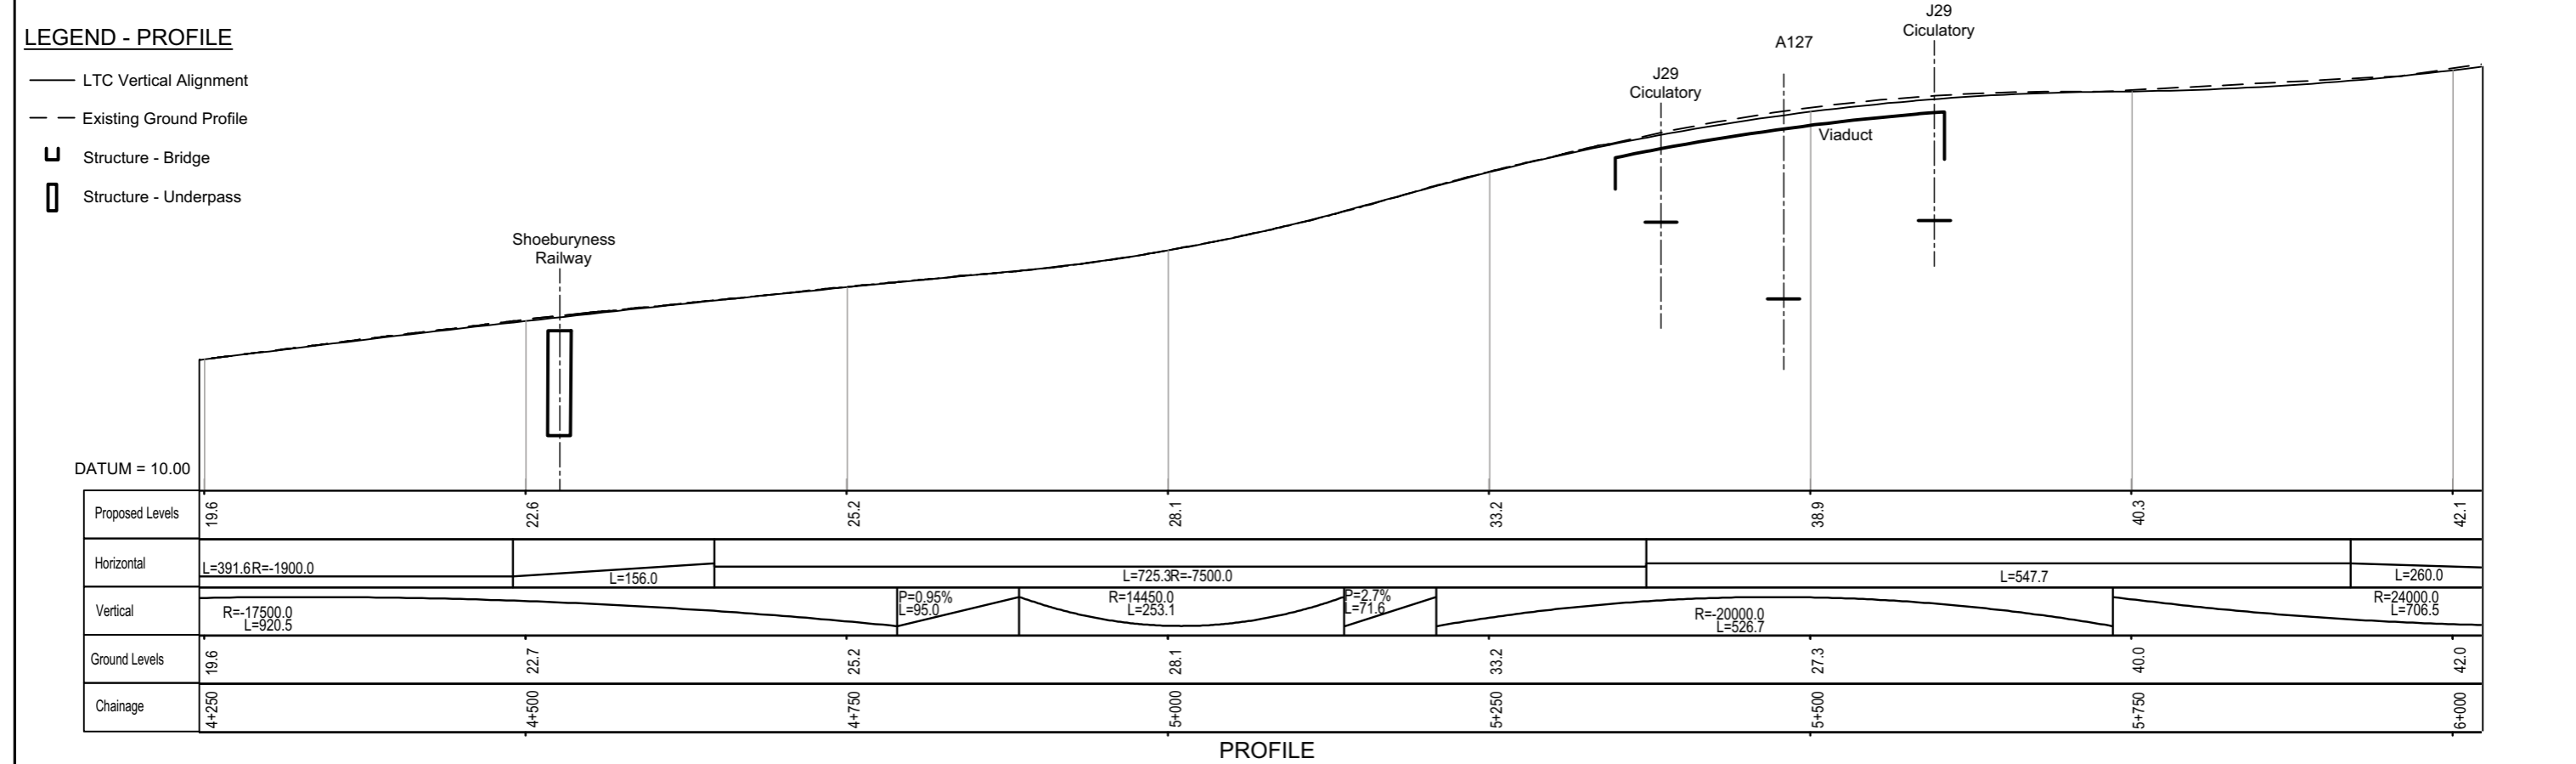 LEGEND - PROFILE
LTC Vertical Alignment
Existing Ground Profile
Structure - Bridge
Structure - Underpass
Shoeburyness
Railway
J29
Ciculatory
A127
J29
Ciculatory
Viaduct
DATUM = 10.00
Proposed Levels 19.6 22.6 25.2 28.1 33.2 38.9 40.3 42.1
Horizontal L=391.6R=-1900.0 L=156.0 L=725.3R=-7500.0 L=547.7 L=260.0
Vertical
R=-17500.0
L=920.5
P=0.95%
L=95.0
R=14450.0
L=253.1
P=2.7%
L=71.6
R=-20000.0
L=526.7
R=24000.0
L=706.5
Ground Levels 19.6 22.7 25.2 28.1 33.2 27.3 40.0 42.0
Chainage 4+250 4+500 4+750 5+000 5+250 5+500 5+750 6+000
PROFILE